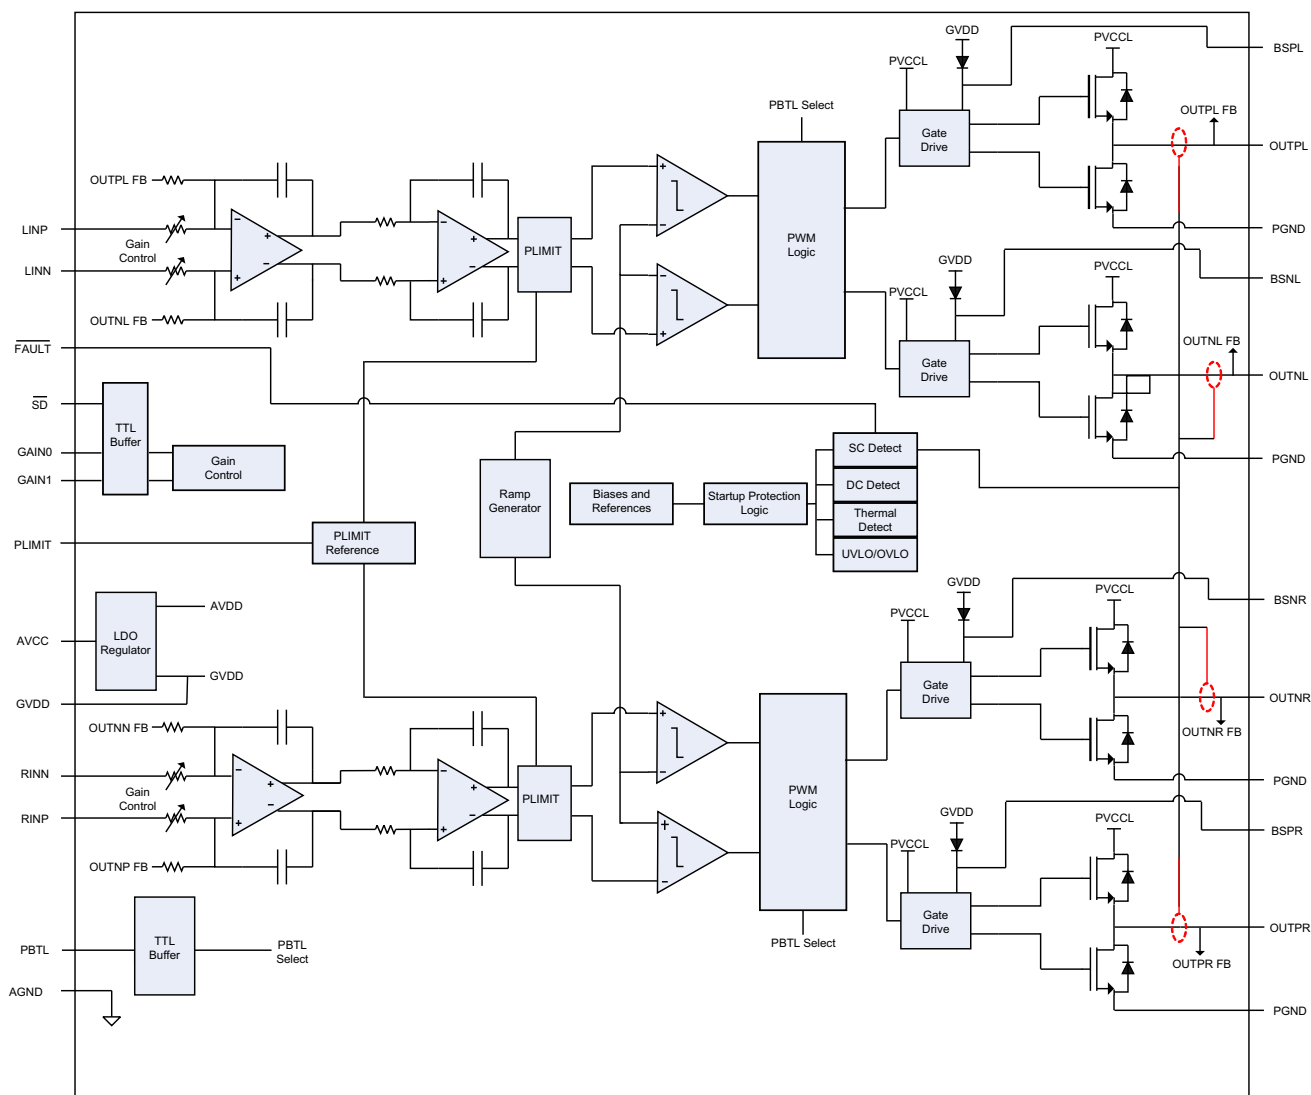 GVDD
PVCCL
BSPL
PVCCL
PBTL Select
OUTPL FB
Gate
Drive
OUTPL
OUTPL FB
LINP
Gain
Control
LINN
OUTNL FB
PLIMIT
PWM
Logic
PGND
GVDD
PVCCL
BSNL
PVCCL
OUTNL FB
Gate
Drive
OUTNL
PGND
FAULT
SD
GAIN0
GAIN1
TTL
Buffer
Gain
Control
Ramp
Generator
Biases and
References
Startup Protection
Logic
SC Detect
DC Detect
Thermal
Detect
UVLO/OVLO
PLIMIT
PLIMIT
Reference
AVCC
LDO
Regulator
AVDD
GVDD
GVDD
GVDD
PVCCL
BSNR
PVCCL
Gate
Drive
OUTNR
OUTNR FB
PGND
OUTNN FB
RINN
Gain
Control
RINP
OUTNP FB
PLIMIT
PWM
Logic
PBTL Select
GVDD
PVCCL
BSPR
PVCCL
Gate
Drive
OUTPR
OUTPR FB
PGND
PBTL
TTL
Buffer
PBTL
Select
AGND